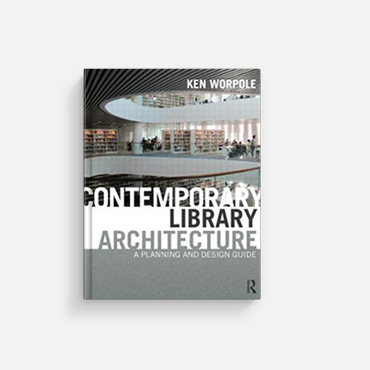 KEN WORPOLE
CONTEMPORARY
LIBRARY
ARCHITECTURE
A PLANNING AND DESIGN GUIDE
R